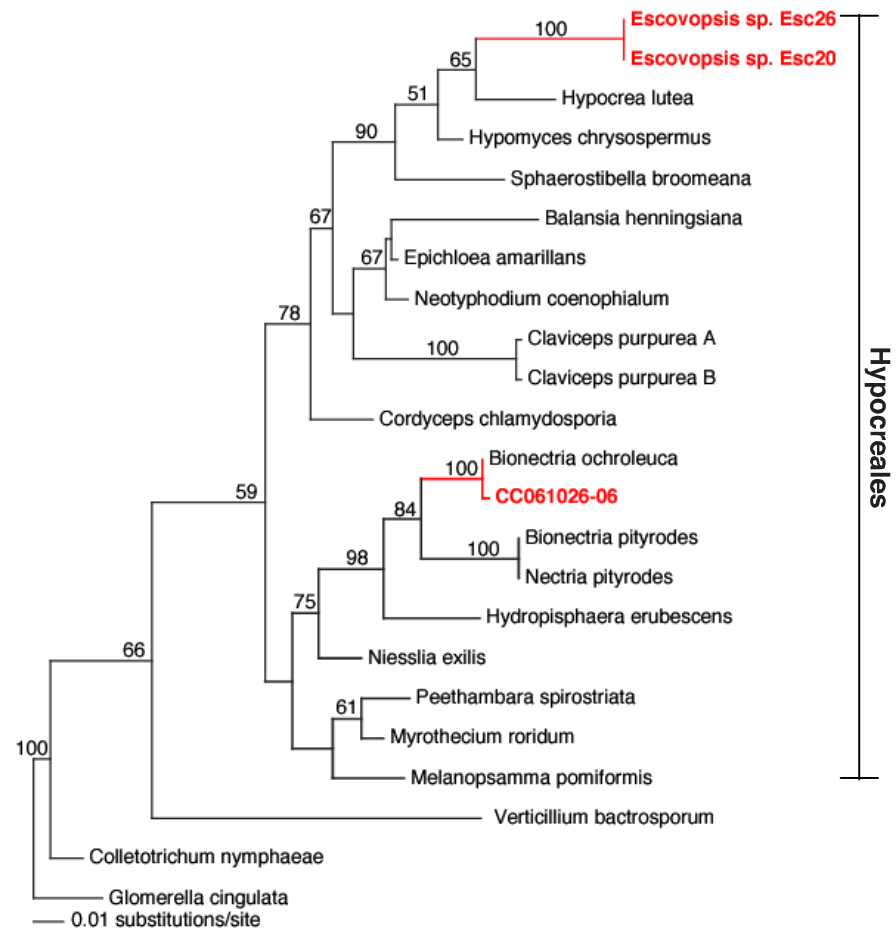 100
Escovopsis sp. Esc26
Escovopsis sp. Esc20
65
Hypocrea lutea
51
Hypomyces chrysospermus
90
Sphaerostibella broomeana
67
Balansia henningsiana
67
Epichloea amarillans
Neotyphodium coenophialum
78
Claviceps purpurea A
100
Claviceps purpurea B
Cordyceps chlamydosporia
Hypocreales
Bionectria ochroleuca
100
CC061026-06
59
84
Bionectria pityrodes
100
Nectria pityrodes
98
75
Hydropisphaera erubescens
66
Niesslia exilis
Peethambara spirostriata
61
Myrothecium roridum
100
Melanopsamma pomiformis
Verticillium bactrosporum
Colletotrichum nymphaeae
Glomerella cingulata
0.01 substitutions/site